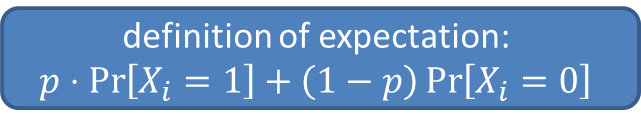 definition of expectation:
p · Pr[X_i = 1] + (1 − p) Pr[X_i = 0]